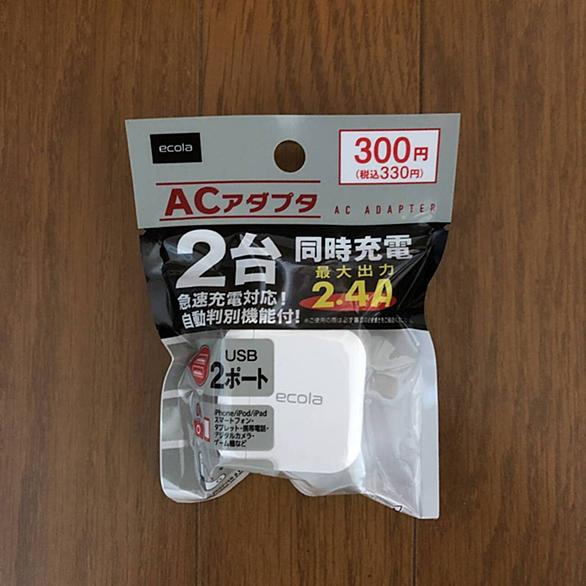 ecola
300円
(税込330円)
ACアダプタ
AC ADAPTER
2台
同時充電
最大出力
2.4A
急速充電対応!
自動判別機能付!
USB
2ポート
ecola
iPhone/iPod/iPad
スマートフォン・
タブレット・携帯電話・
デジタルカメラ・
ゲーム機など